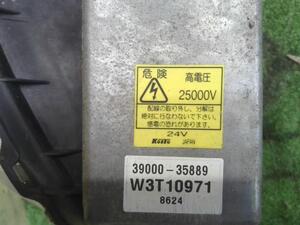 危険
高電圧
25000V
配線の取り外し、分解は
絶対に行なわないで下さい。
感電の恐れがあります。
24V
KOITO JAPAN
39000-35889
W3T10971
8624